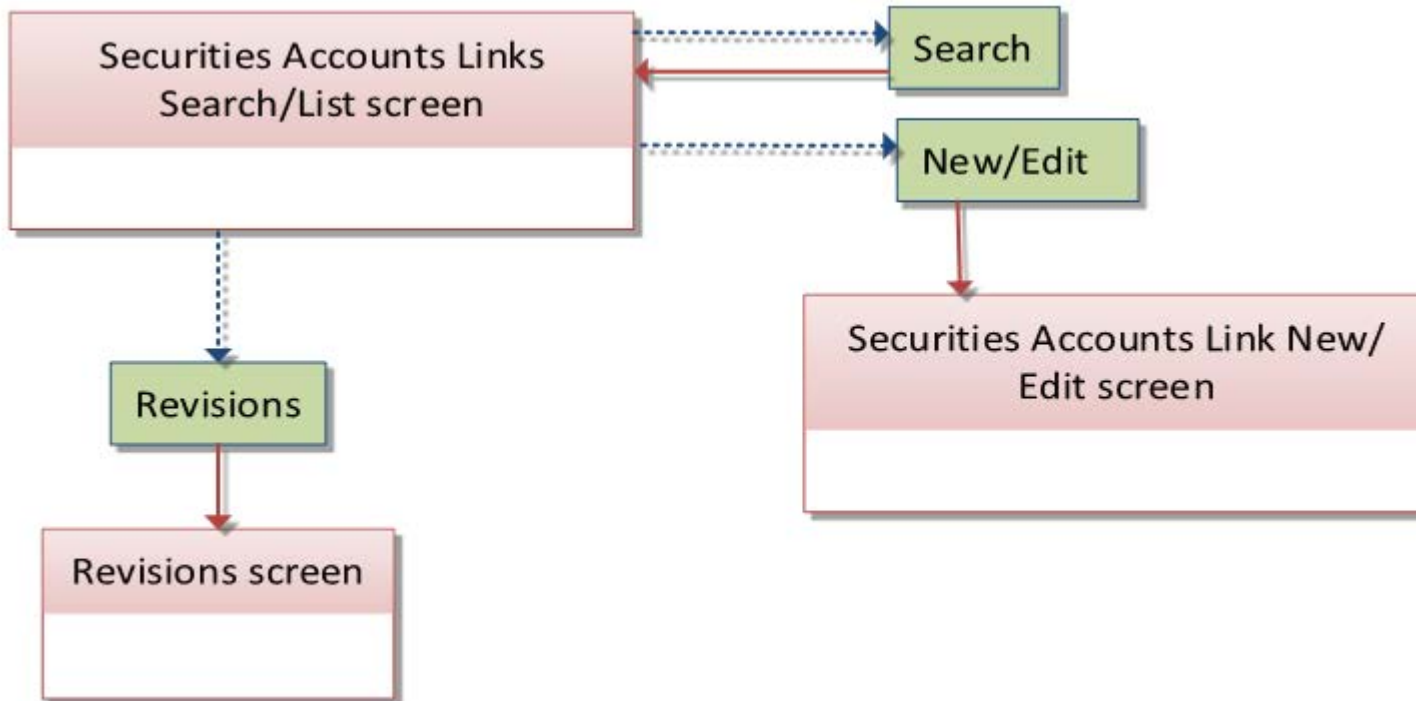 Securities Accounts Links
Search/List screen
Search
New/Edit
Securities Accounts Link New/
Edit screen
Revisions
Revisions screen